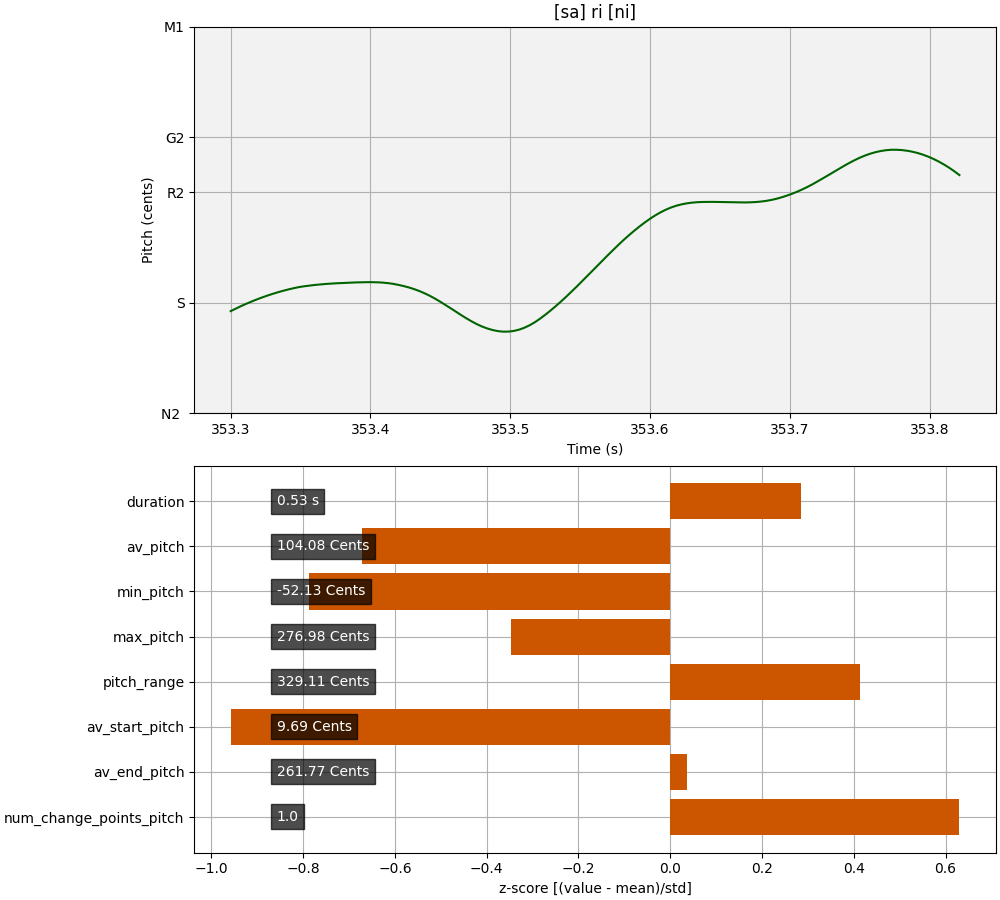 [sa] ri [ni]
M1
G2
R2
S
N2
Pitch (cents)
353.3 353.4 353.5 353.6 353.7 353.8
Time (s)
duration 0.53 s
av_pitch 104.08 Cents
min_pitch -52.13 Cents
max_pitch 276.98 Cents
pitch_range 329.11 Cents
av_start_pitch 9.69 Cents
av_end_pitch 261.77 Cents
num_change_points_pitch 1.0
−1.0 −0.8 −0.6 −0.4 −0.2 0.0 0.2 0.4 0.6
z-score [(value - mean)/std]